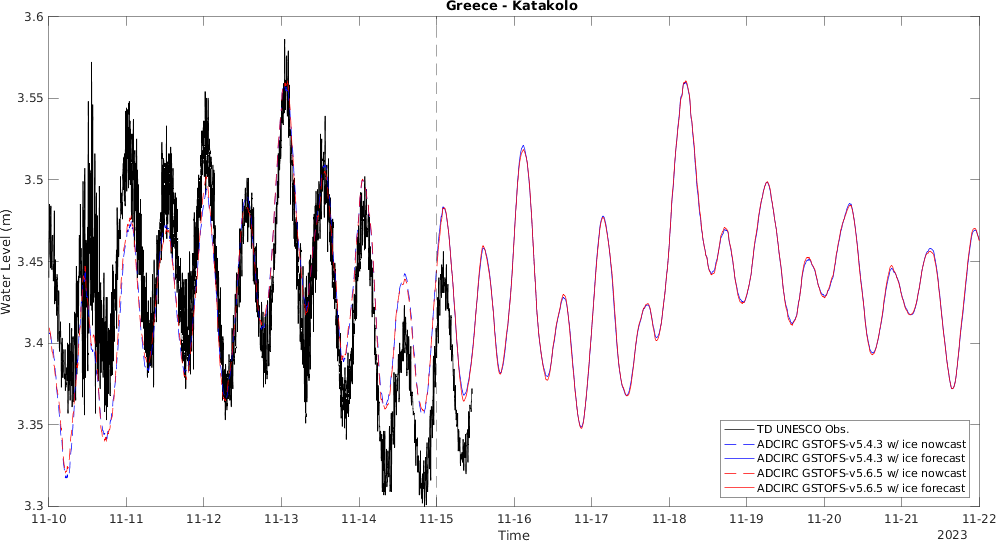 Greece - Katakolo
3.6
3.55
3.5
3.45
3.4
3.35
3.3
Water Level (m)
11-10 11-11 11-12 11-13 11-14 11-15 11-16 11-17 11-18 11-19 11-20 11-21 11-22
Time
2023
TD UNESCO Obs.
ADCIRC GSTOFS-v5.4.3 w/ ice nowcast
ADCIRC GSTOFS-v5.4.3 w/ ice forecast
ADCIRC GSTOFS-v5.6.5 w/ ice nowcast
ADCIRC GSTOFS-v5.6.5 w/ ice forecast